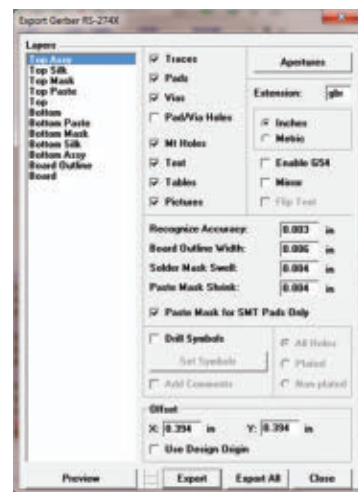 Export Gerber RS-274X
Layers
Top Assy
Top Silk
Top Mask
Top Paste
Top
Bottom
Bottom Paste
Bottom Mask
Bottom Silk
Bottom Assy
Board Outline
Board
Traces
Pads
Vias
Pad/Via Holes
Mt Holes
Text
Tables
Pictures
Apertures
Extension: gbr
Inches
Metric
Enable G54
Mirror
Flip Text
Recognize Accuracy: 0.003 in
Board Outline Width: 0.006 in
Solder Mask Swell: 0.004 in
Paste Mask Shrink: 0.004 in
Paste Mask for SMT Pads Only
Drill Symbols
Set Symbols
Add Comments
All Holes
Plated
Non plated
Offset
X: 0.394 in Y: 0.394 in
Use Design Origin
Preview Export Export All Close